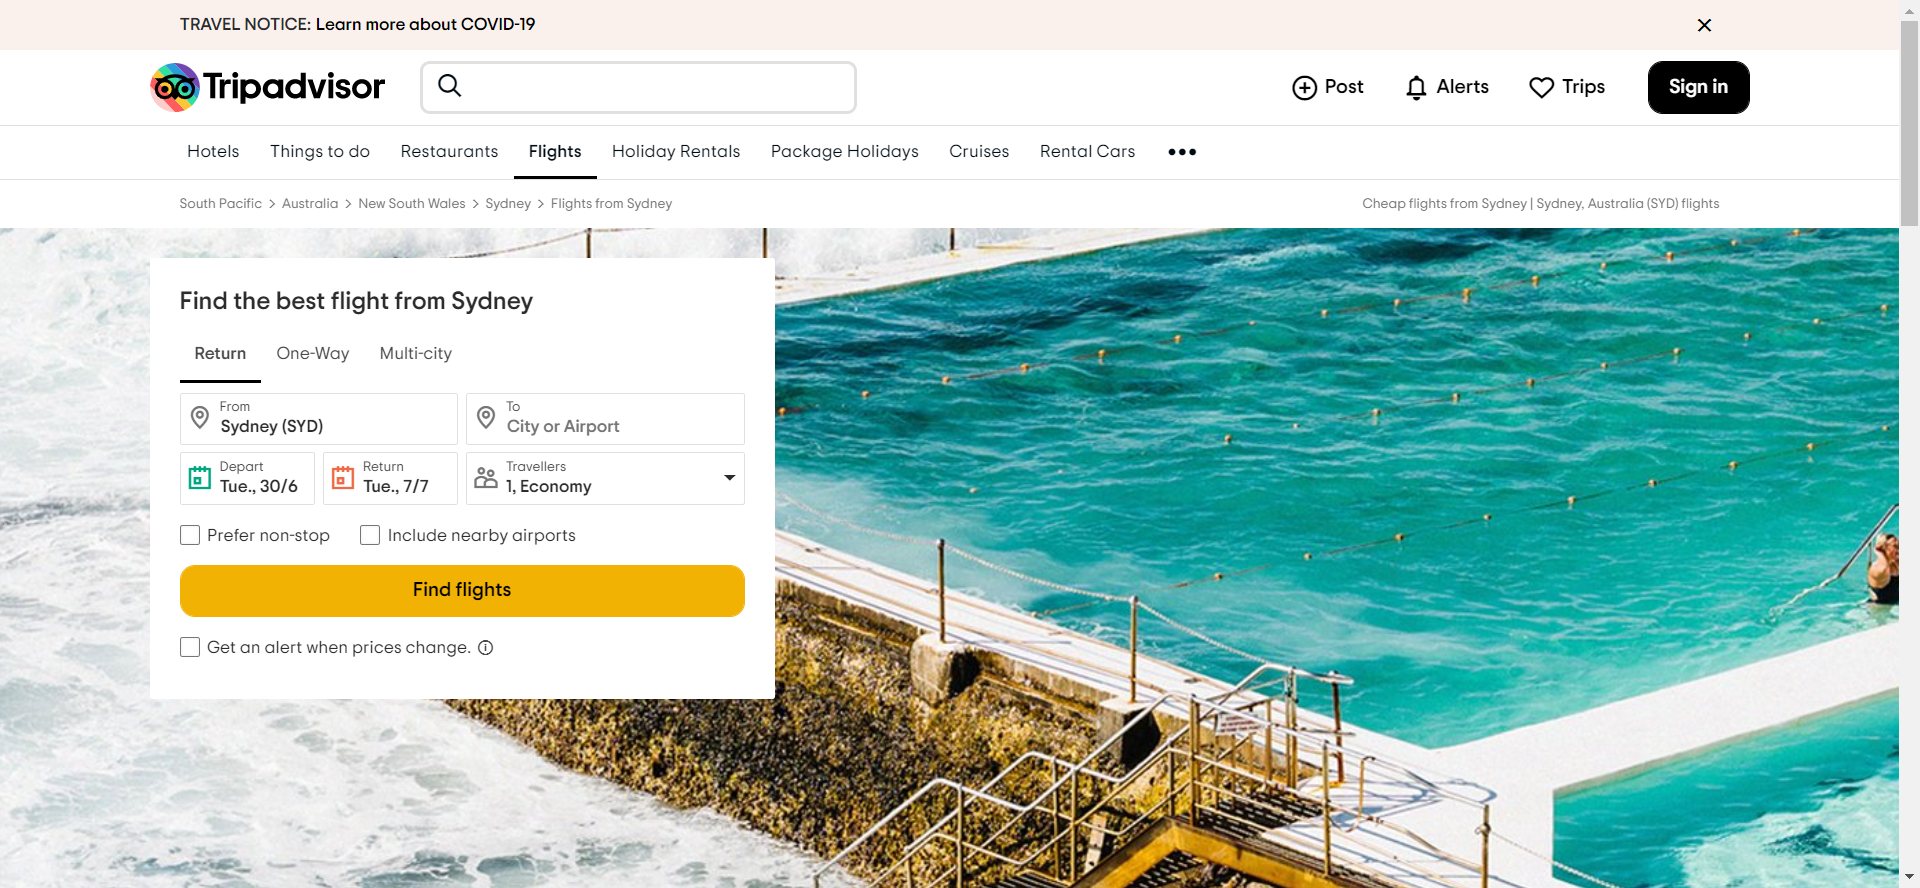 TRAVEL NOTICE: Learn more about COVID-19
Tripadvisor
Post
Alerts
Trips
Sign in
Hotels
Things to do
Restaurants
Flights
Holiday Rentals
Package Holidays
Cruises
Rental Cars
South Pacific > Australia > New South Wales > Sydney > Flights from Sydney
Cheap flights from Sydney | Sydney, Australia (SYD) flights
Find the best flight from Sydney
Return
One-Way
Multi-city
From
Sydney (SYD)
To
City or Airport
Depart
Tue., 30/6
Return
Tue., 7/7
Travellers
1, Economy
Prefer non-stop
Include nearby airports
Find flights
Get an alert when prices change.